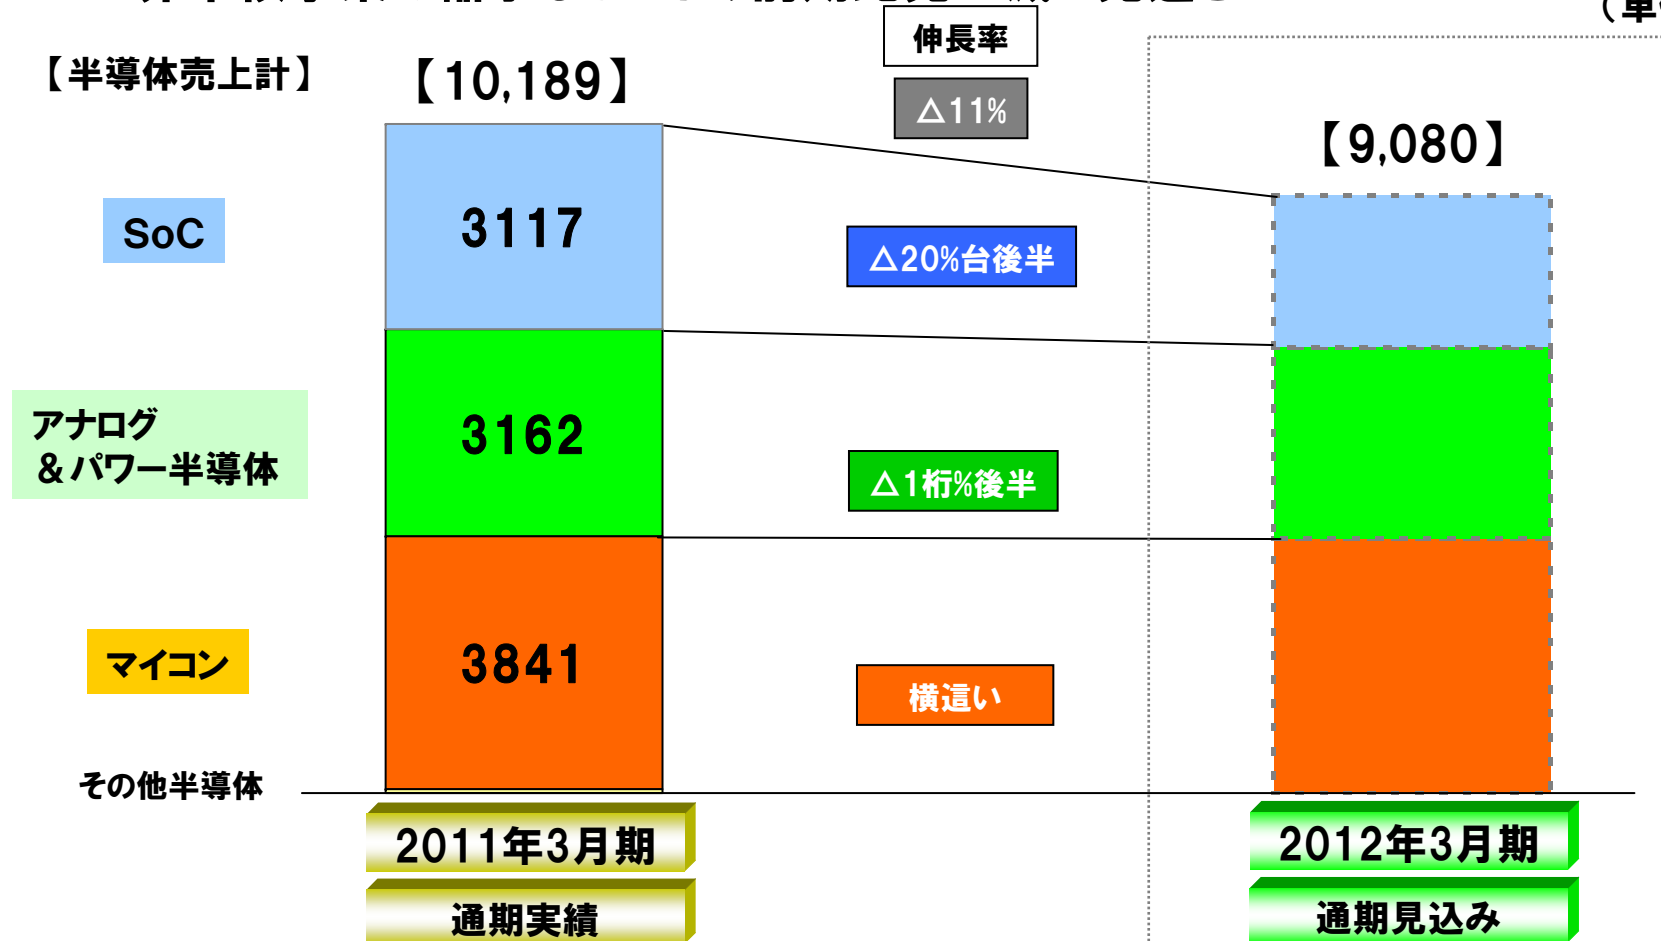 (単
伸長率
【半導体売上計】
【10,189】
△11%
【9,080】
SoC
3117
△20%台後半
アナログ
&パワー半導体
3162
△1桁%後半
マイコン
3841
横這い
その他半導体
2011年3月期
2012年3月期
通期実績
通期見込み